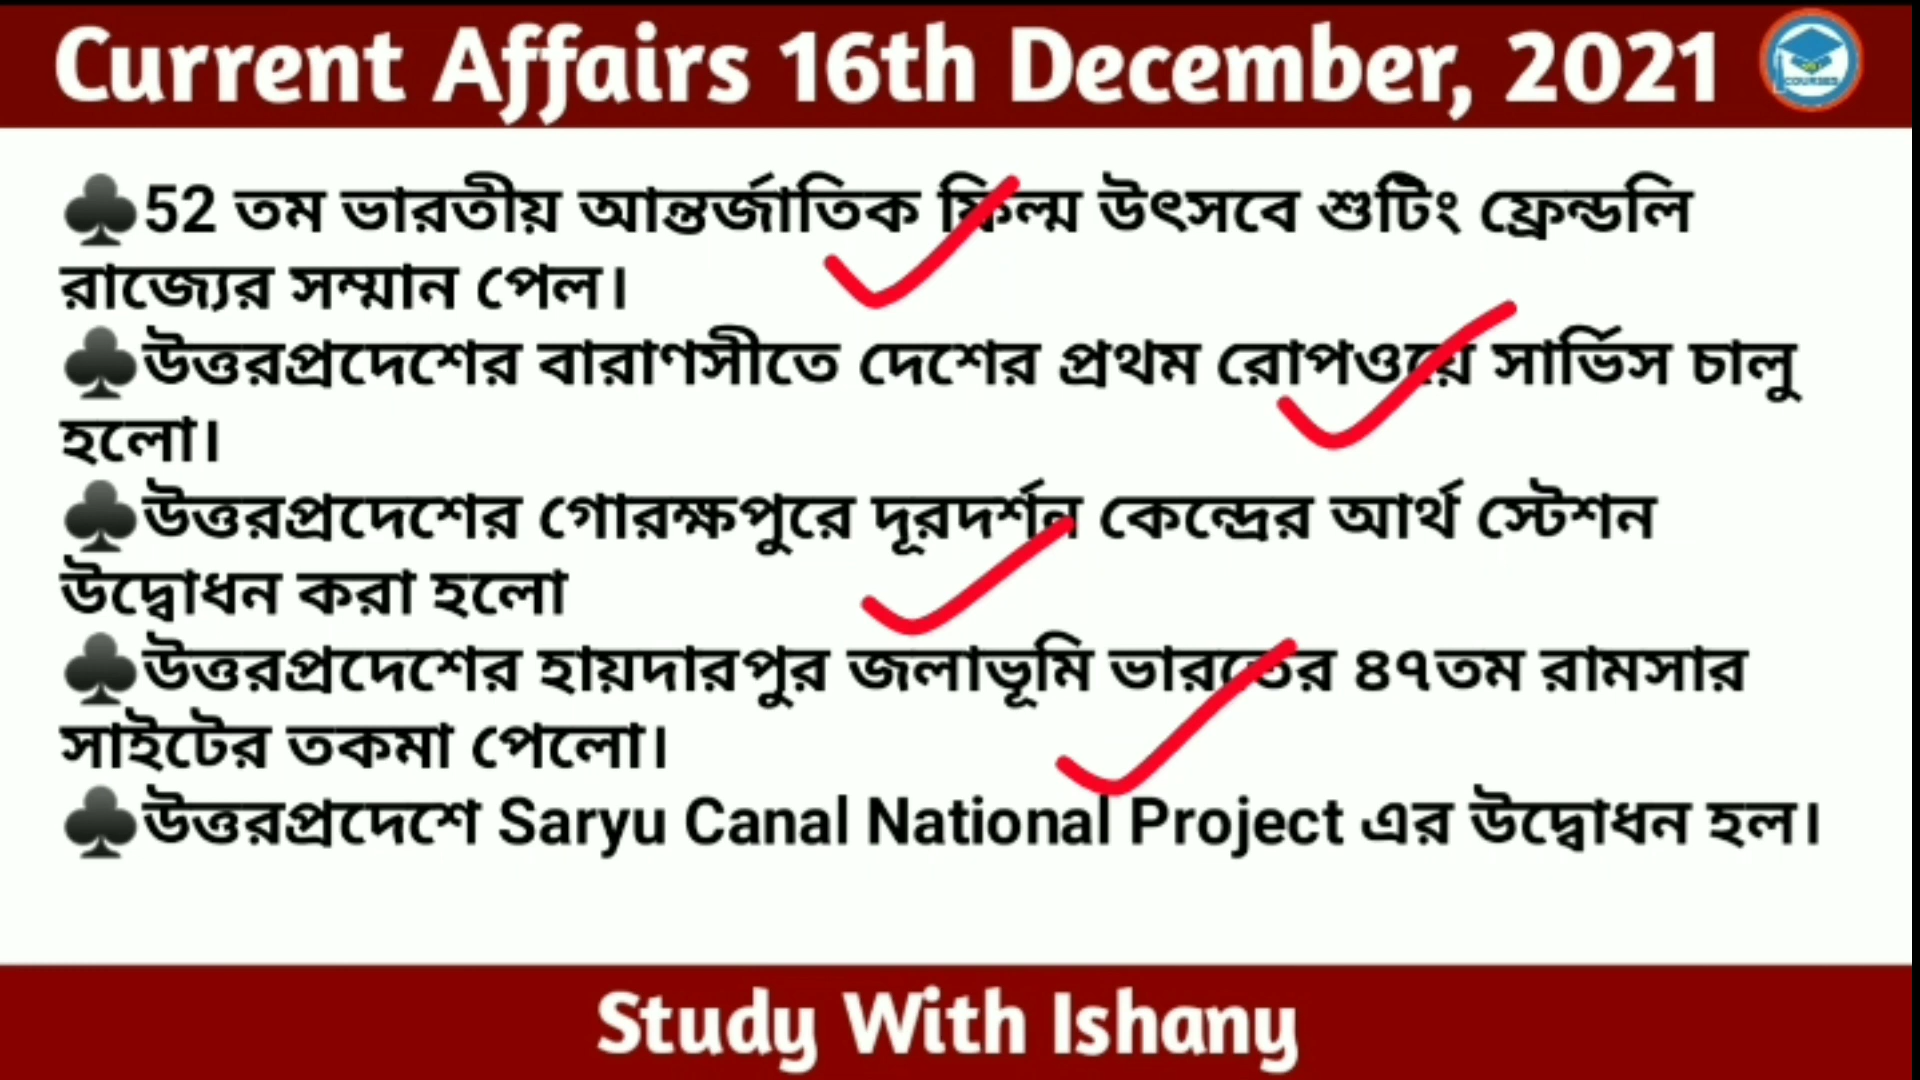 Current Affairs 16th December, 2021
COURSES
♣52 তম ভারতীয় আন্তর্জাতিক ফিল্ম উৎসবে শুটিং ফ্রেন্ডলি
রাজ্যের সম্মান পেল।
♣উত্তরপ্রদেশের বারাণসীতে দেশের প্রথম রোপওয়ে সার্ভিস চালু
হলো।
♣উত্তরপ্রদেশের গোরক্ষপুরে দূরদর্শন কেন্দ্রের আর্থ স্টেশন
উদ্বোধন করা হলো
♣উত্তরপ্রদেশের হায়দারপুর জলাভূমি ভারতের ৪৭তম রামসার
সাইটের তকমা পেলো।
♣উত্তরপ্রদেশে Saryu Canal National Project এর উদ্বোধন হল।
Study With Ishany